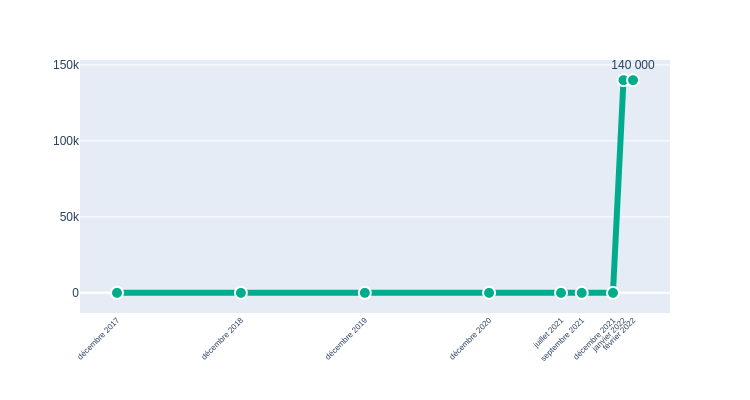 150k
140 000
100k
50k
0
décembre 2017
décembre 2018
décembre 2019
décembre 2020
juillet 2021
septembre 2021
décembre 2021
janvier 2022
février 2022